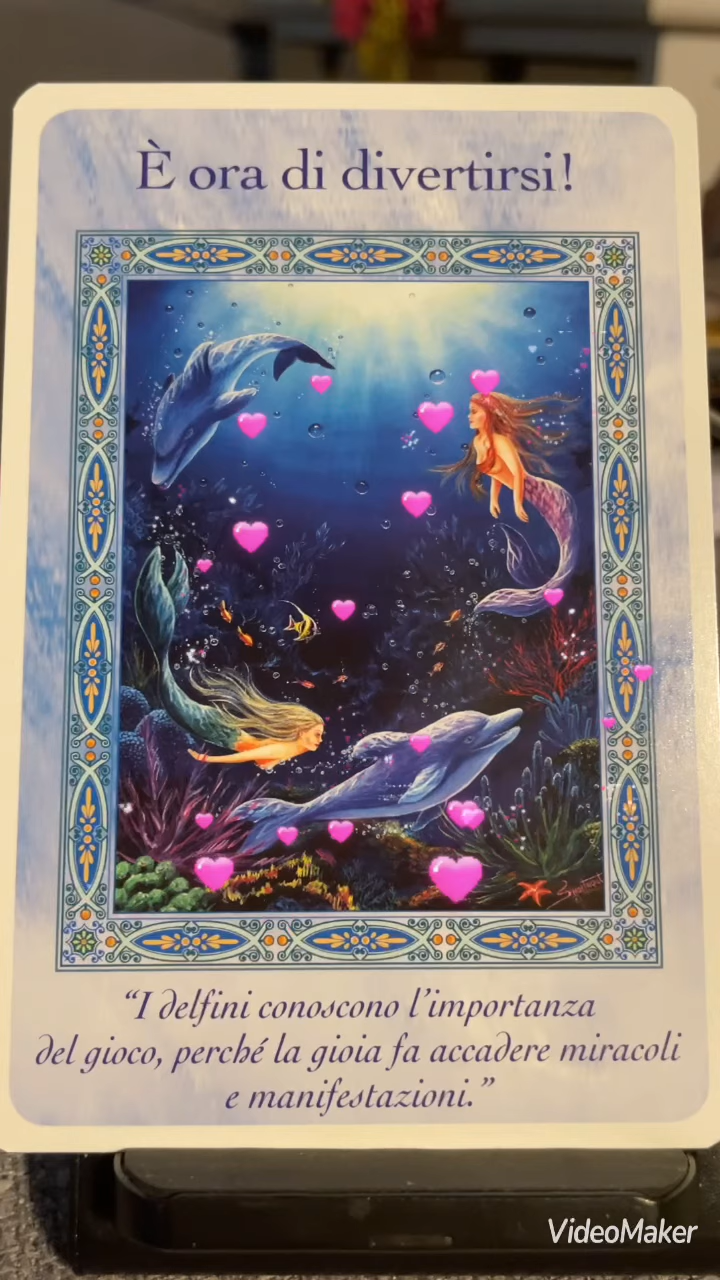 È ora di divertirsi!
“I delfini conoscono l’importanza
del gioco, perché la gioia fa accadere miracoli
e manifestazioni.”
VideoMaker